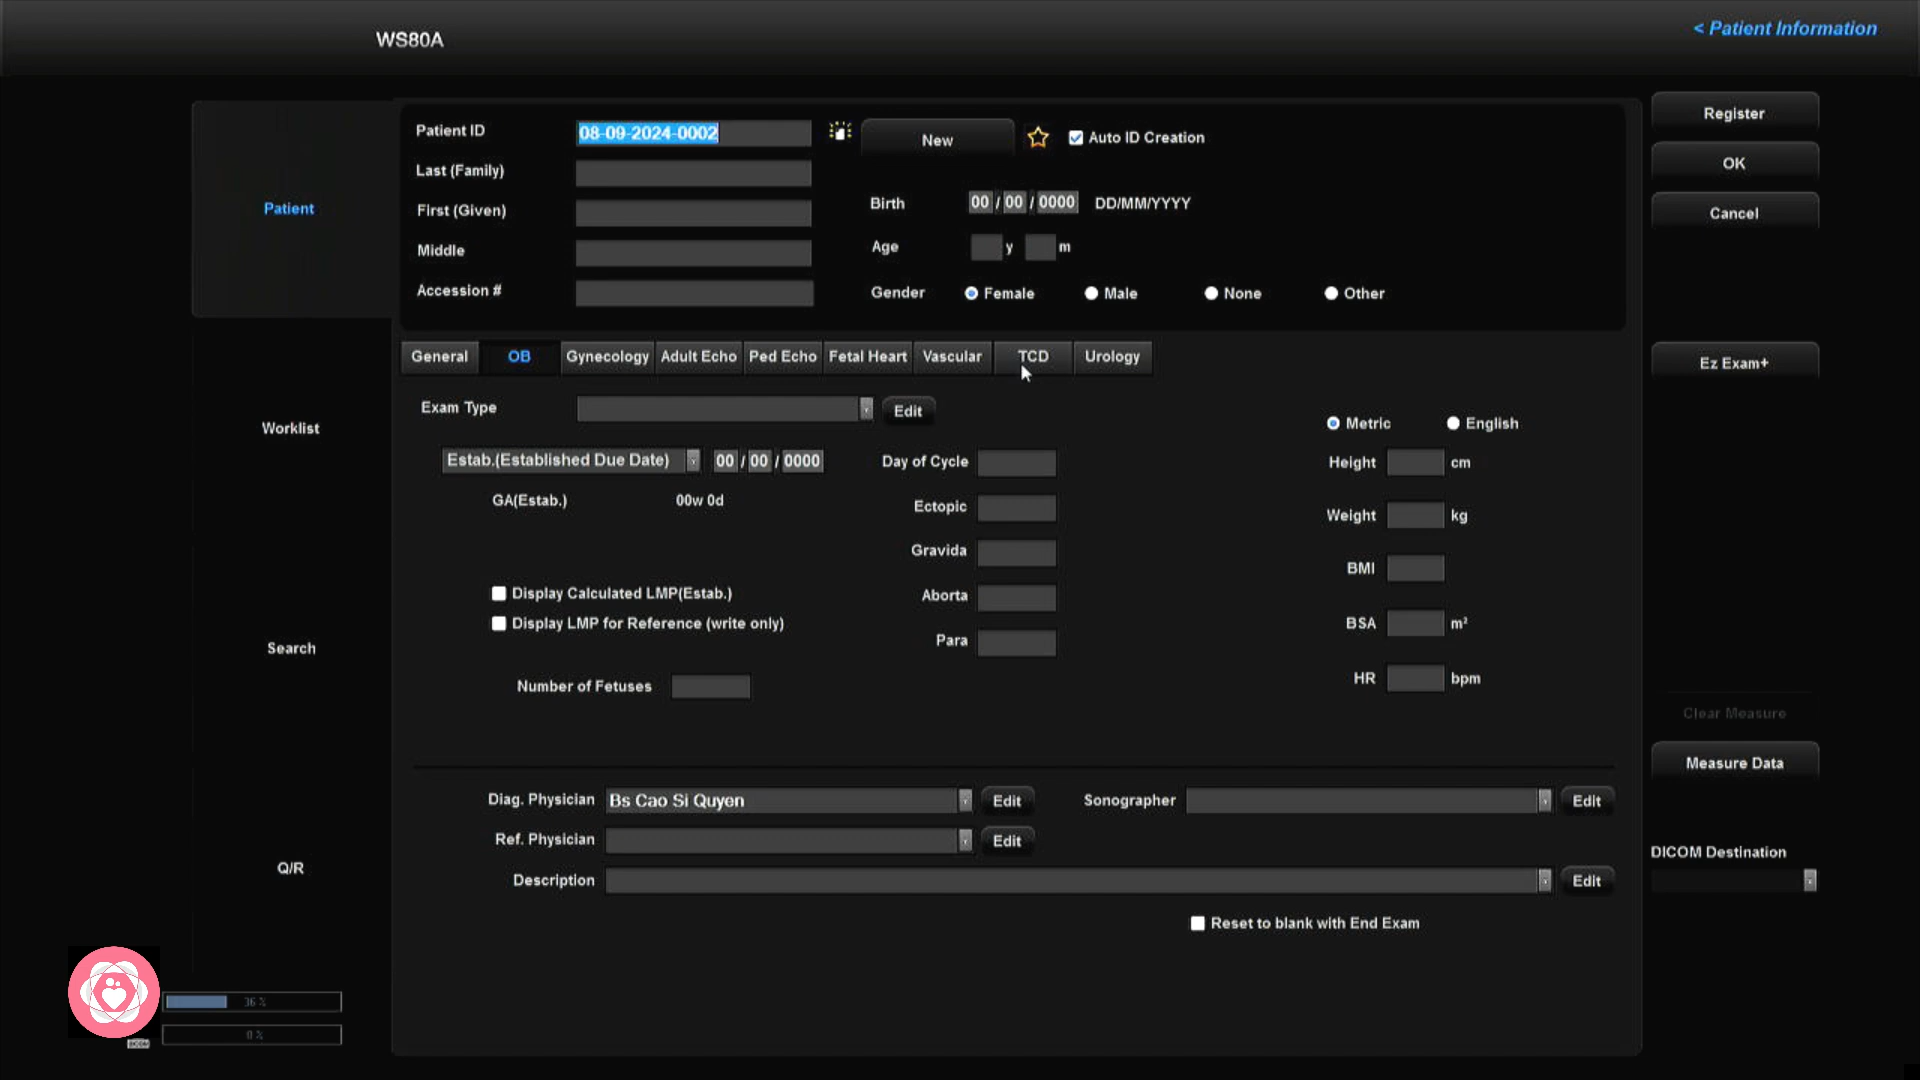 WS80A
< Patient Information
Patient
Worklist
Search
Q/R
Patient ID 08-09-2024-0002 New Auto ID Creation
Last (Family)
First (Given)
Middle
Accession #
Birth 00 / 00 / 0000 DD/MM/YYYY
Age y m
Gender Female Male None Other
General OB Gynecology Adult Echo Ped Echo Fetal Heart Vascular TCD Urology
Exam Type Edit
Estab.(Established Due Date) 00 / 00 / 0000
GA(Estab.) 00w 0d
Display Calculated LMP(Estab.)
Display LMP for Reference (write only)
Number of Fetuses
Day of Cycle
Ectopic
Gravida
Aborta
Para
Metric English
Height cm
Weight kg
BMI
BSA m²
HR bpm
Diag. Physician Bs Cao Si Quyen Edit Sonographer Edit
Ref. Physician Edit
Description Edit
Reset to blank with End Exam
Register
OK
Cancel
Ez Exam+
Clear Measure
Measure Data
DICOM Destination
36 %
0 %